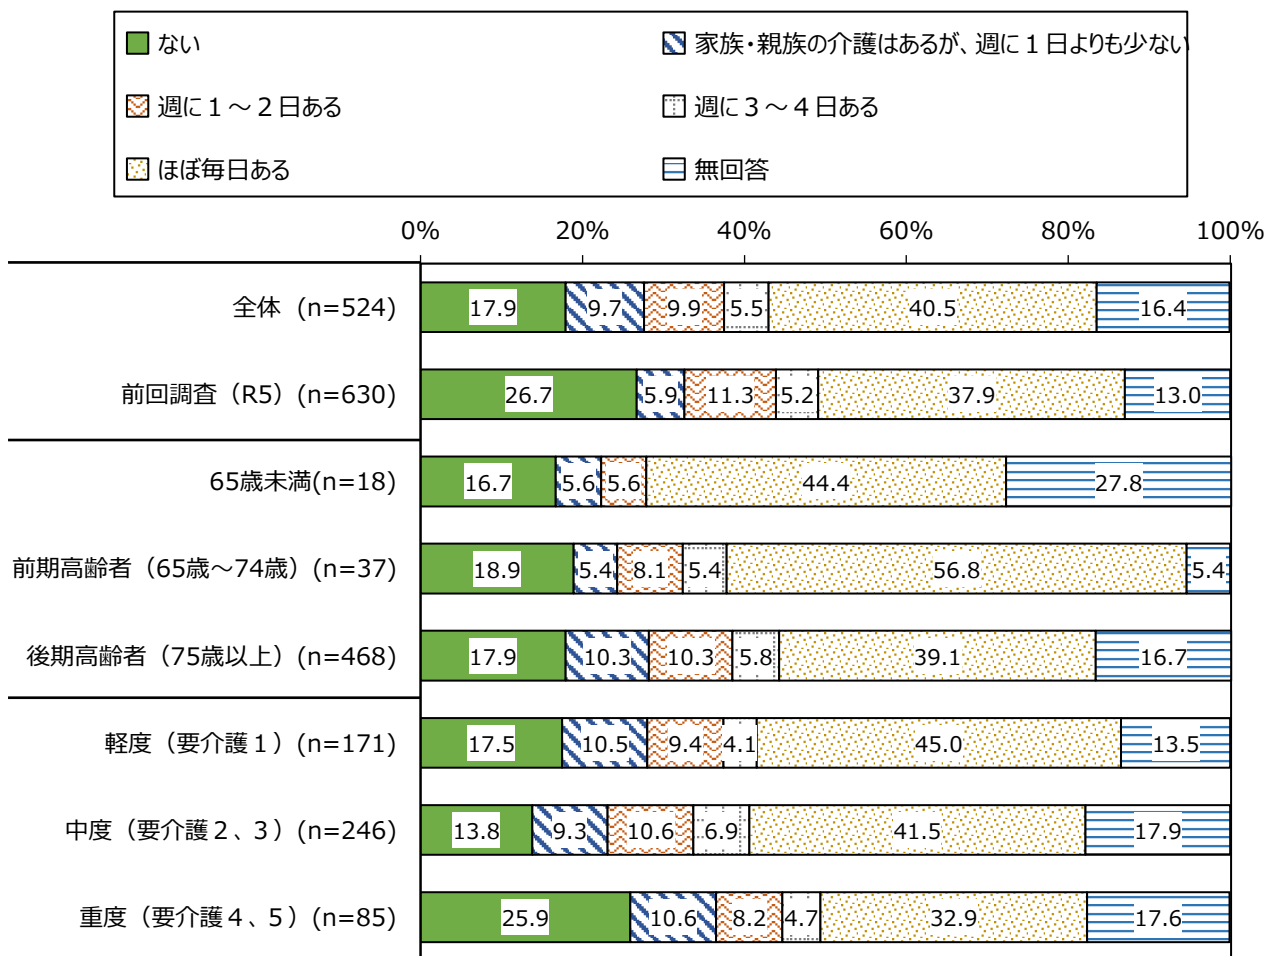 ない
家族・親族の介護はあるが、週に１日よりも少ない
週に１～２日ある
週に３～４日ある
ほぼ毎日ある
無回答
0% 20% 40% 60% 80% 100%
全体 (n=524) 17.9 9.7 9.9 5.5 40.5 16.4
前回調査（R5）(n=630) 26.7 5.9 11.3 5.2 37.9 13.0
65歳未満(n=18) 16.7 5.6 5.6 44.4 27.8
前期高齢者（65歳～74歳）(n=37) 18.9 5.4 8.1 5.4 56.8 5.4
後期高齢者（75歳以上）(n=468) 17.9 10.3 10.3 5.8 39.1 16.7
軽度（要介護１）(n=171) 17.5 10.5 9.4 4.1 45.0 13.5
中度（要介護２、３）(n=246) 13.8 9.3 10.6 6.9 41.5 17.9
重度（要介護４、５）(n=85) 25.9 10.6 8.2 4.7 32.9 17.6